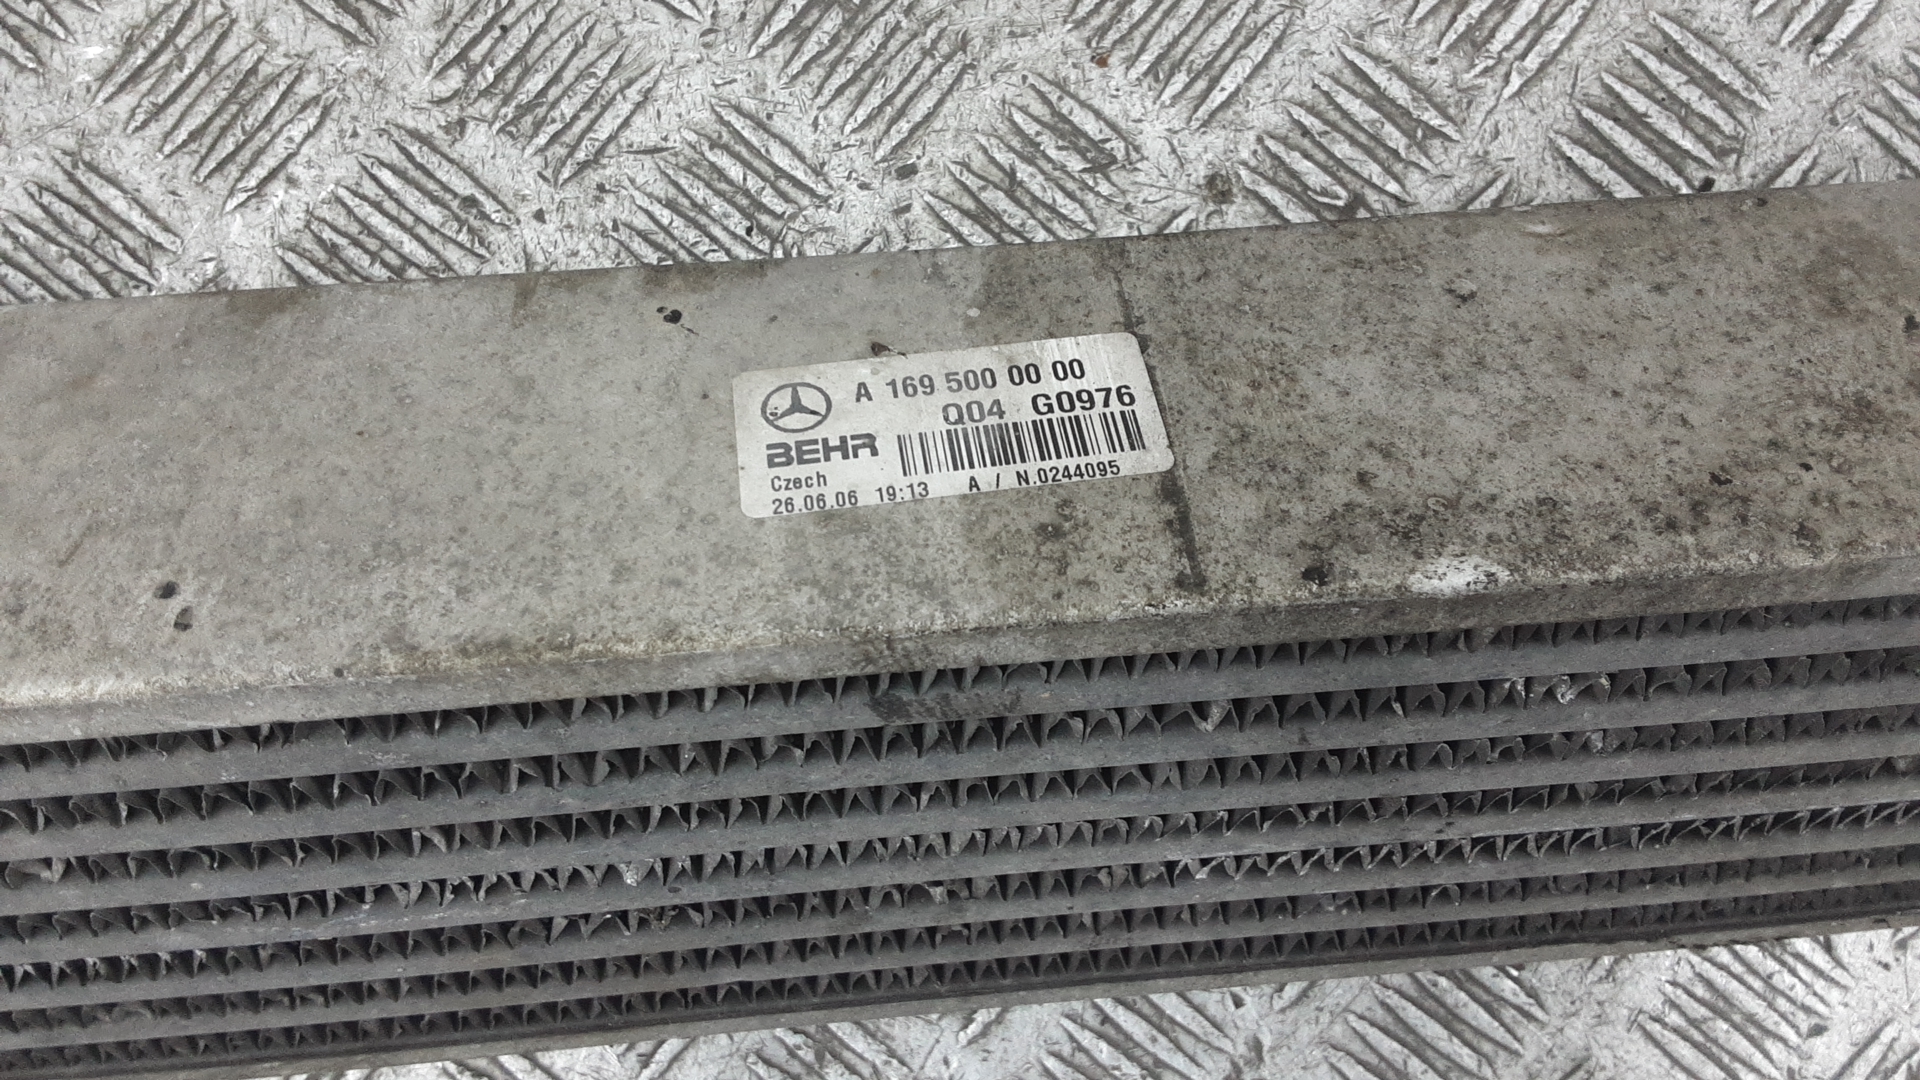 A 169 500 00 00
Q04 G0976
BEHR
Czech
26.06.06 19:13 A / N.0244095